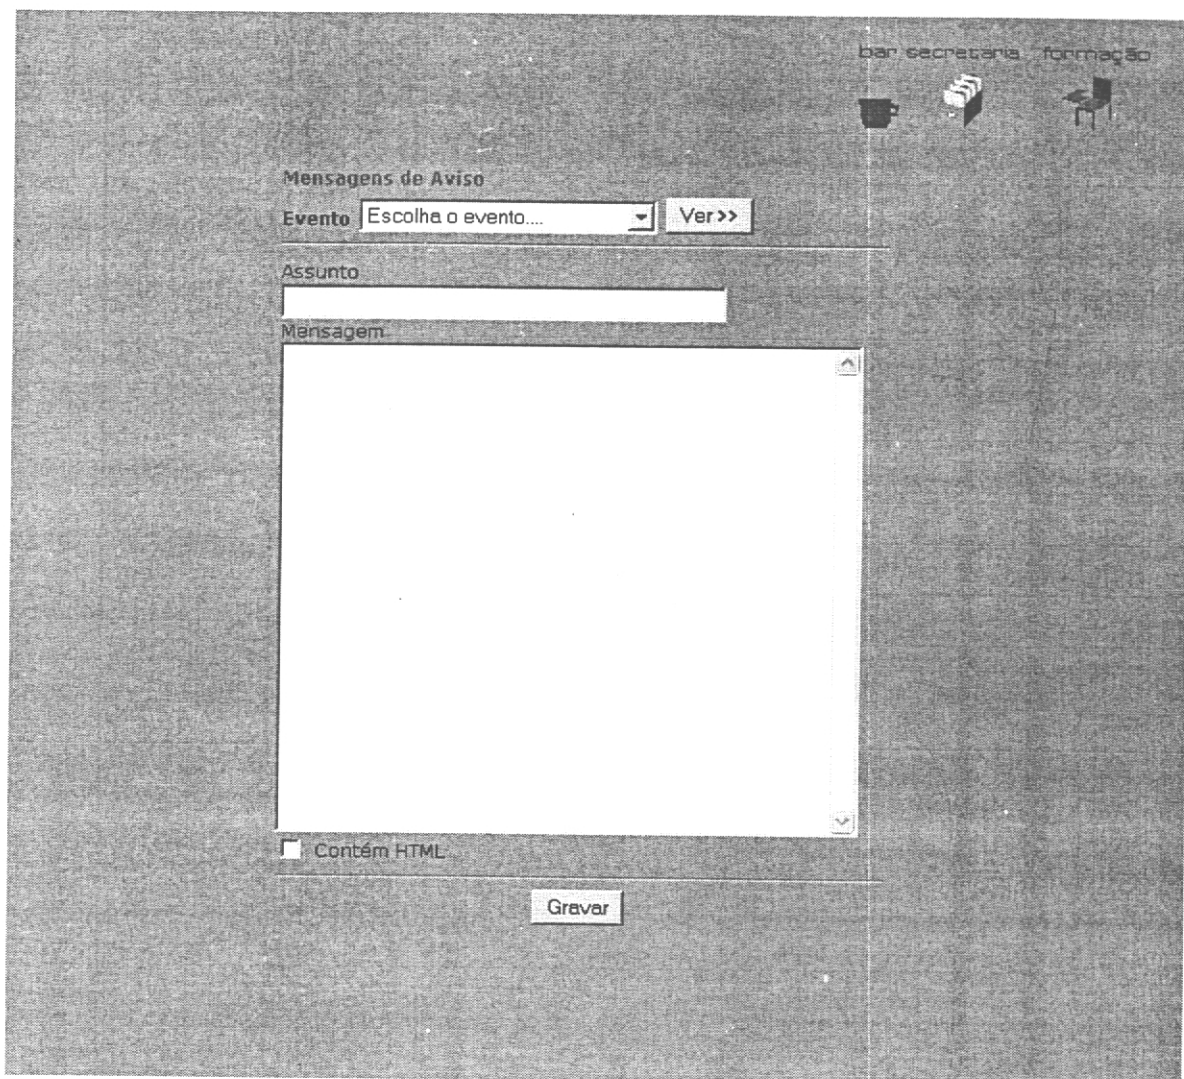 bar secretaria formação
Mensagens de Aviso
Evento Escolha o evento.... Ver>>
Assunto
Mensagem
Contém HTML
Gravar